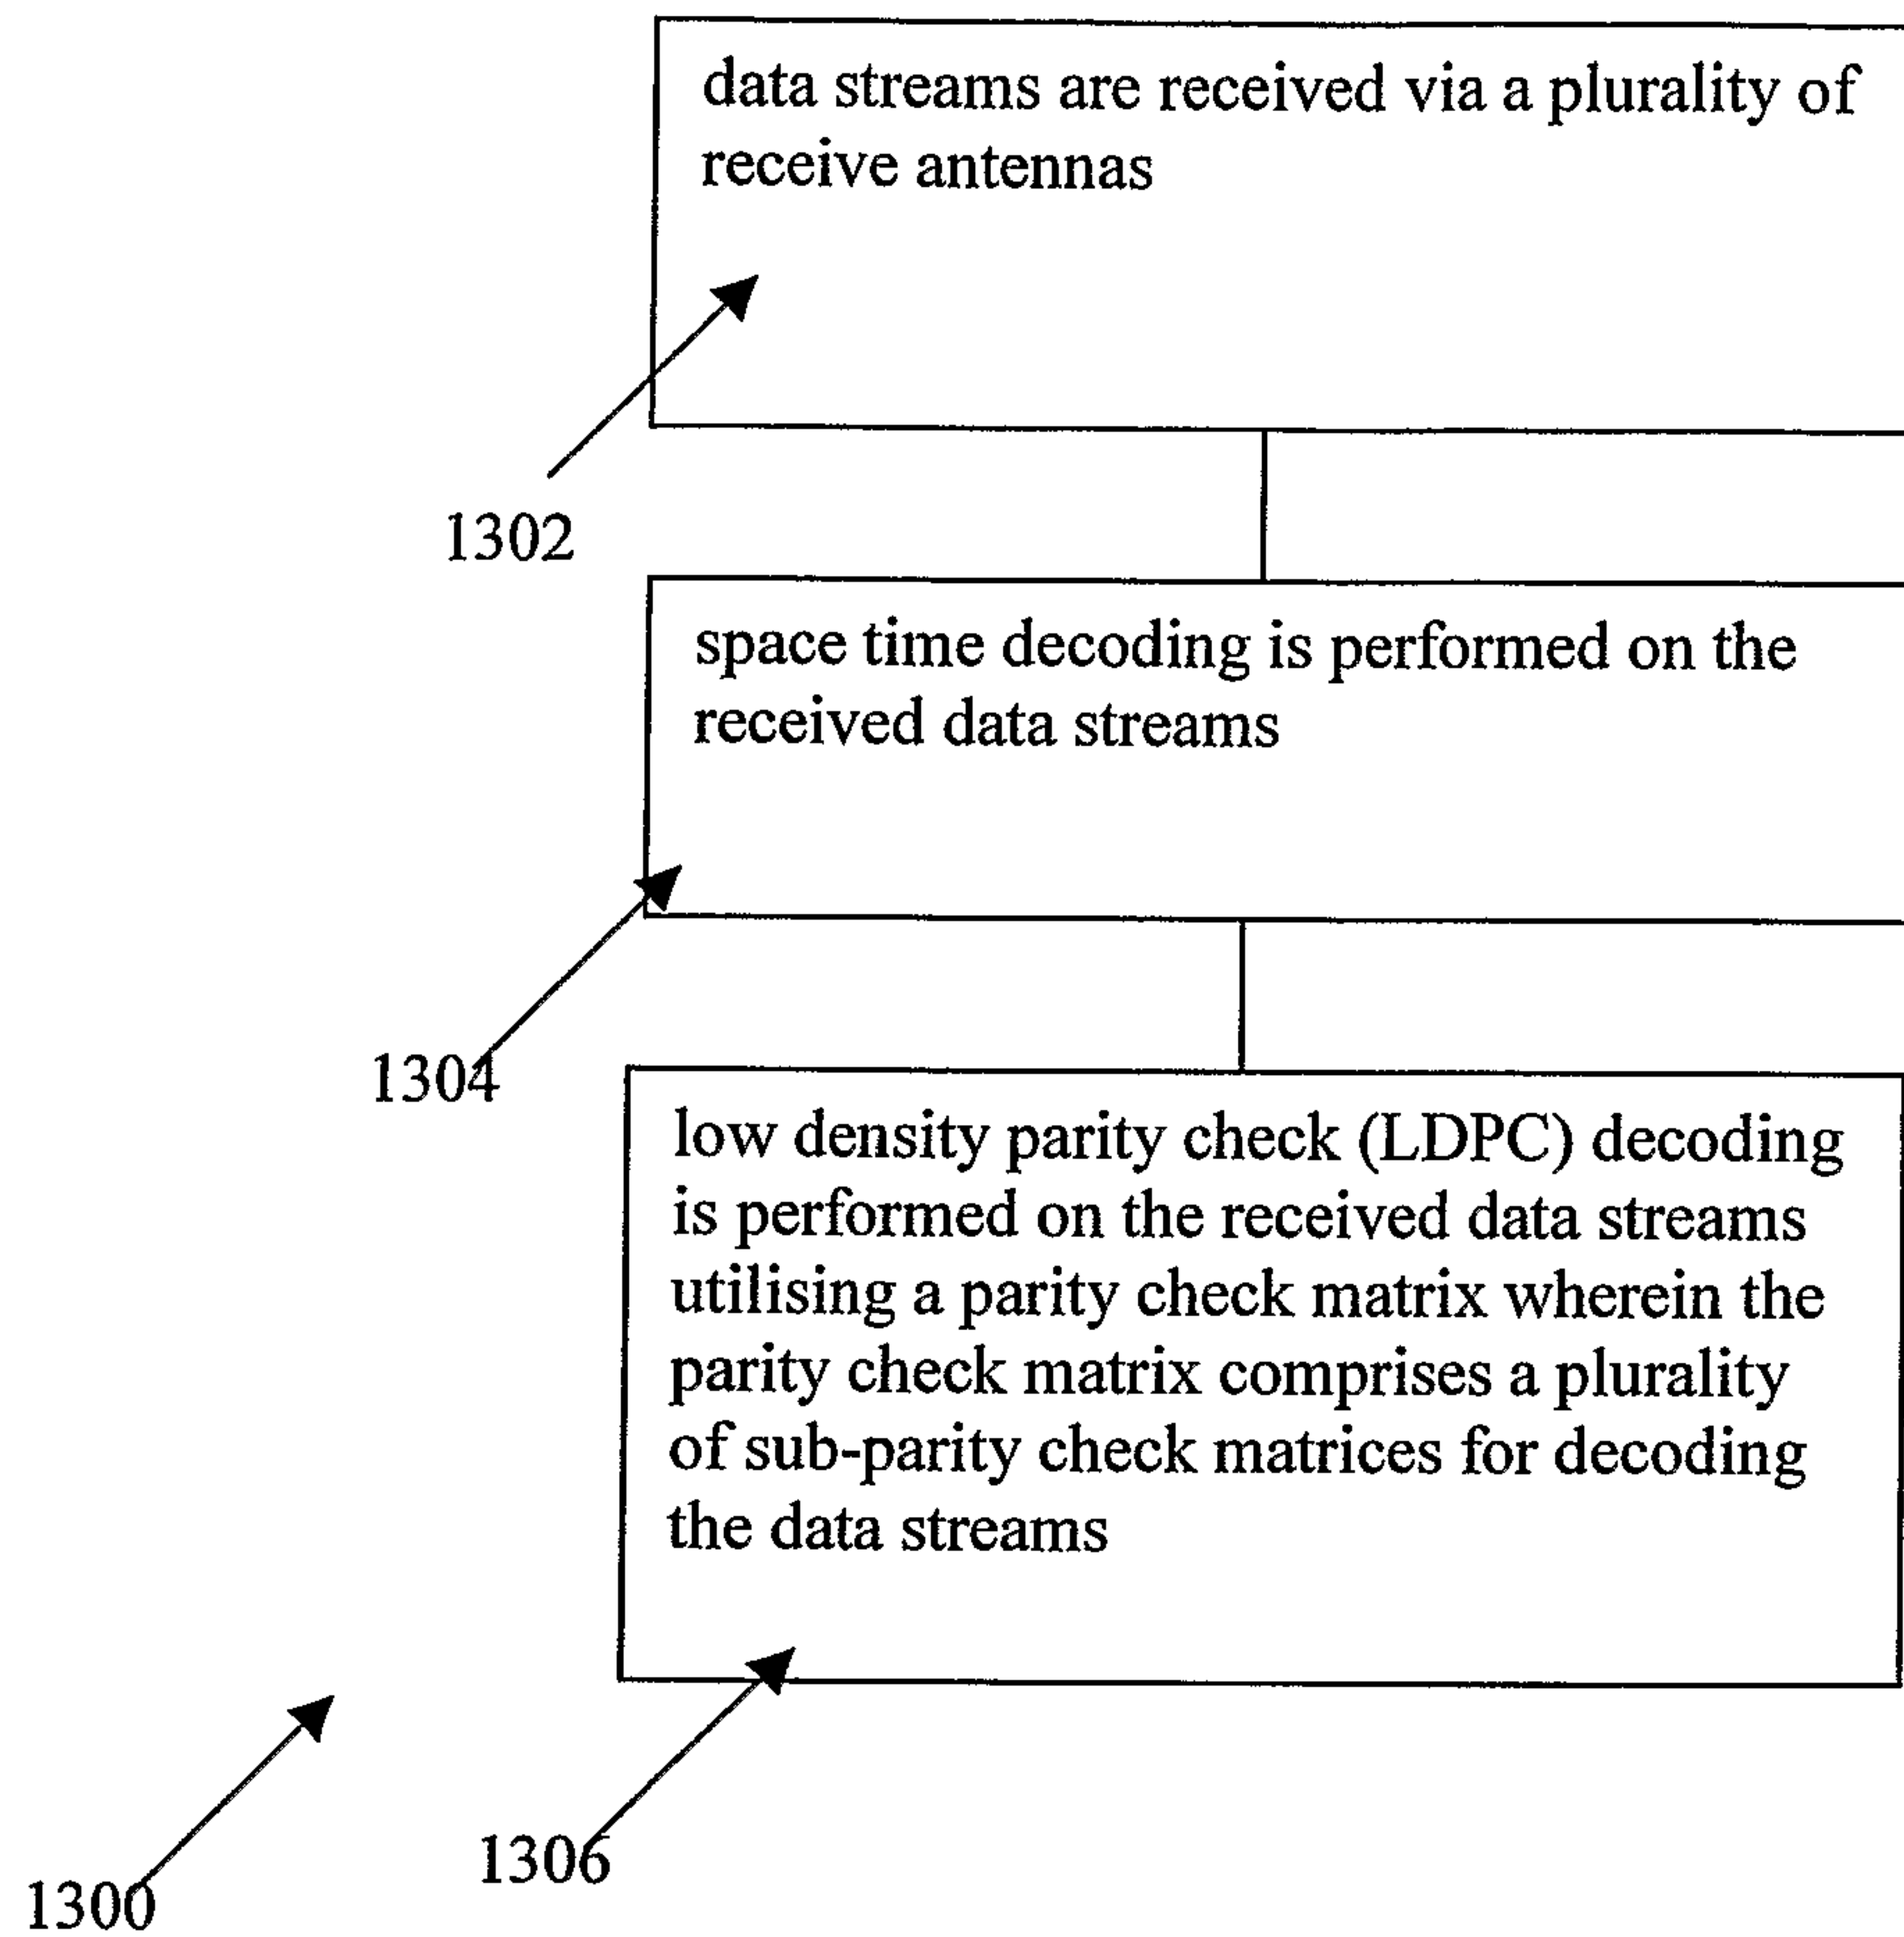 data streams are received via a plurality of
receive antennas
1302
space time decoding is performed on the
received data streams
1304
low density parity check (LDPC) decoding
is performed on the received data streams
utilising a parity check matrix wherein the
parity check matrix comprises a plurality
of sub-parity check matrices for decoding
the data streams
1306
1300